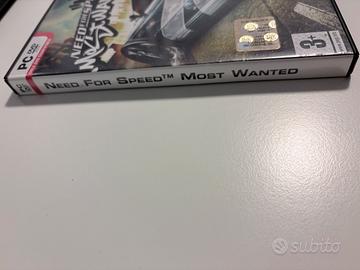 PC DVD
NEED FOR SPEED
MOST WANTED
3+
NEED FOR SPEED™ MOST WANTED
subito